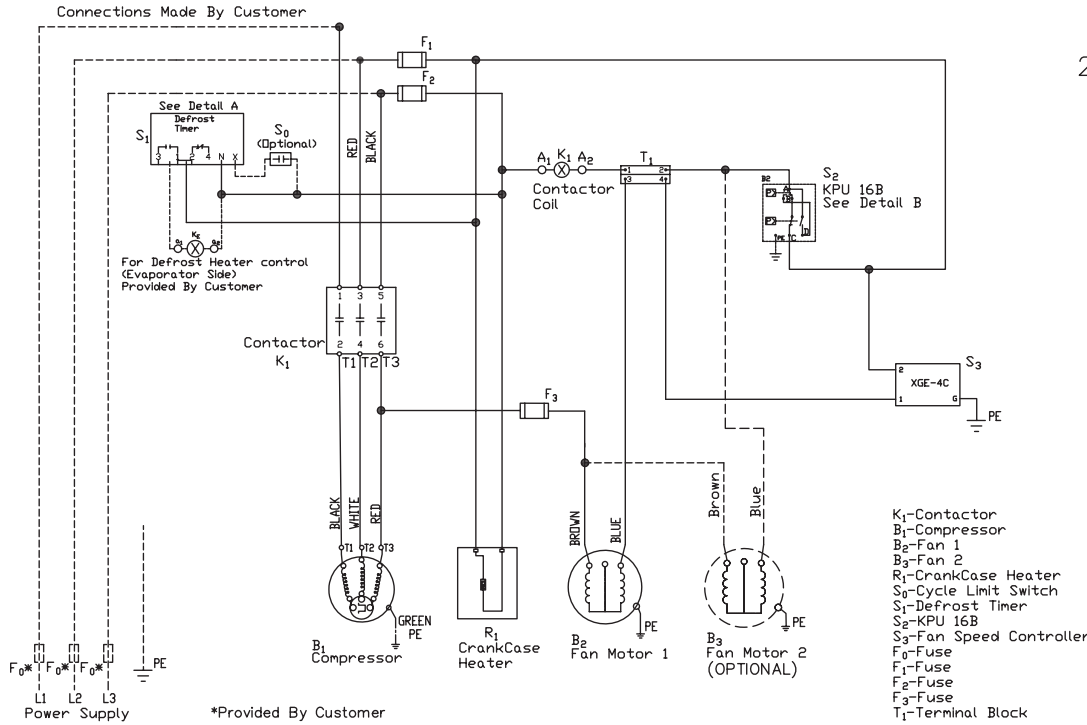 Connections Made By Customer
2
F1
F2
See Detail A
Defrost
Timer
S1
3 2 4 N X
S0
(Optional)
RED
BLACK
A1 K1 A2
Contactor
Coil
T1
1 2
3 4
B2
A
B
P
P
D
PE C
S2
KPU 16B
See Detail B
KE
For Defrost Heater control
(Evaporator Side)
Provided By Customer
1 3 5
2 4 6
Contactor
K1
T1 T2 T3
F3
S3
2
XGE-4C
1 G
PE
BLACK
WHITE
RED
T1 T2 T3
GREEN
PE
B1
Compressor
R1
CrankCase
Heater
BROWN
BLUE
PE
B2
Fan Motor 1
Brown
Blue
PE
B3
Fan Motor 2
(OPTIONAL)
K1-Contactor
B1-Compressor
B2-Fan 1
B3-Fan 2
R1-CrankCase Heater
S0-Cycle Limit Switch
S1-Defrost Timer
S2-KPU 16B
S3-Fan Speed Controller
F0-Fuse
F1-Fuse
F2-Fuse
F3-Fuse
T1-Terminal Block
F0* F0* F0*
PE
L1 L2 L3
Power Supply
*Provided By Customer